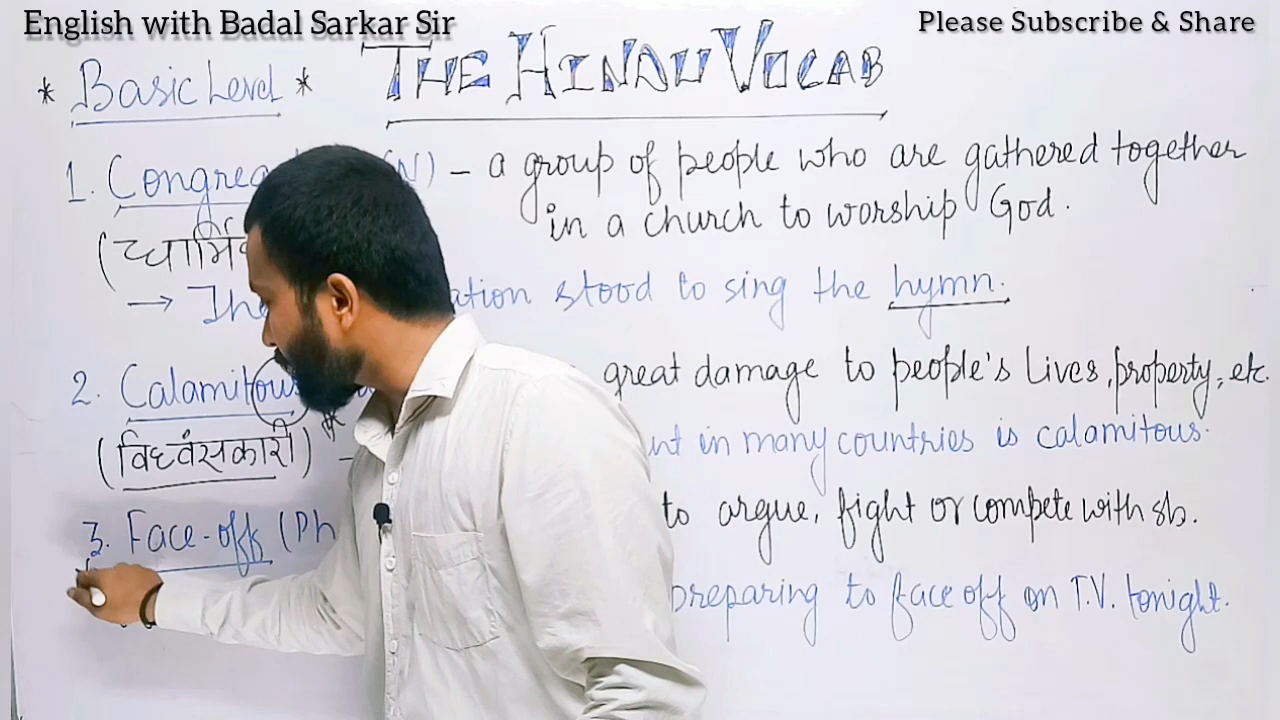 English with Badal Sarkar Sir
Please Subscribe & Share
* Basic Level * THE HINDU VOCAB
1. (N) – a group of people who are gathered together
in a church to worship God.
→ stood to sing the hymn.
2. Calamitous great damage to people's lives, property, etc.
(विध्वंसकारी) – in many countries is calamitous.
3. Face-off (Ph to argue, fight or compete with sb.
preparing to face off on T.V. tonight.